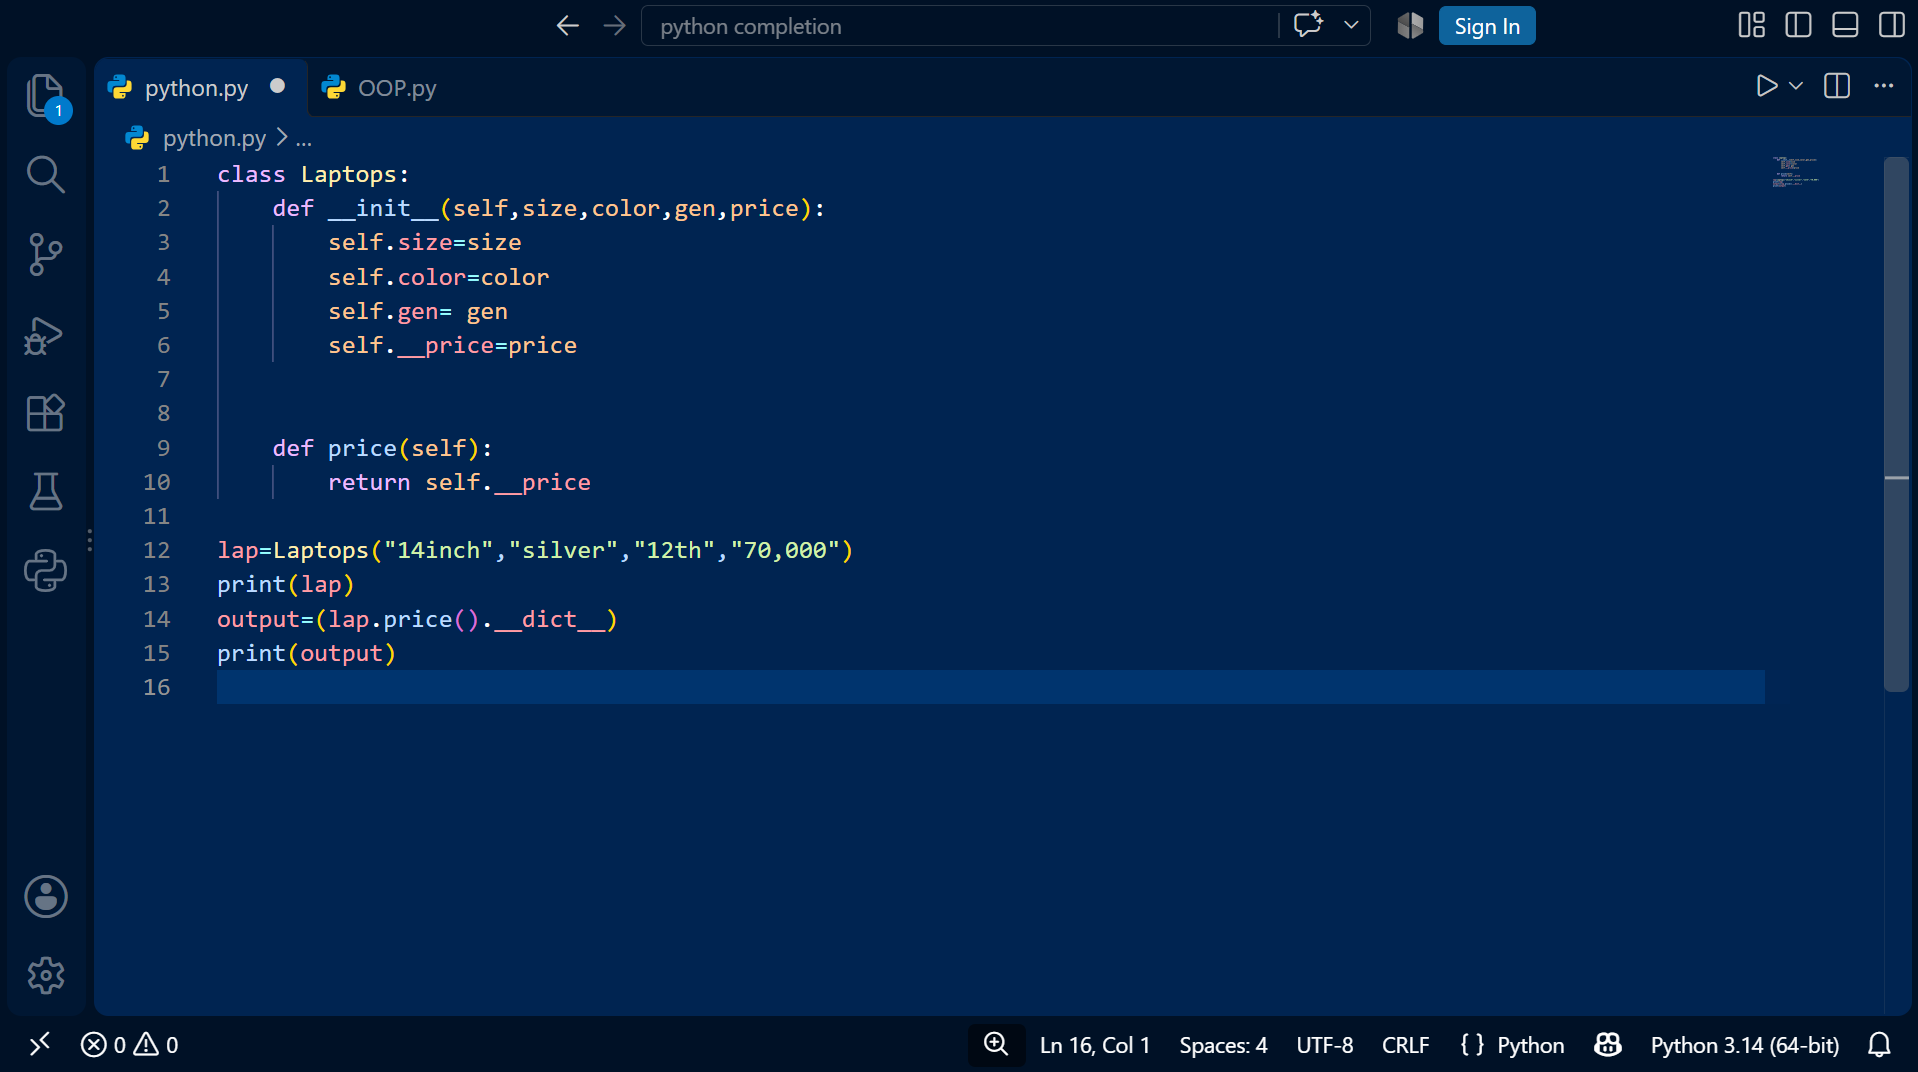 python completion
Sign In
python.py
OOP.py
1
python.py > ...
1 class Laptops:
2     def __init__(self,size,color,gen,price):
3         self.size=size
4         self.color=color
5         self.gen= gen
6         self.__price=price
7
8
9     def price(self):
10         return self.__price
11
12 lap=Laptops("14inch","silver","12th","70,000")
13 print(lap)
14 output=(lap.price().__dict__)
15 print(output)
16
0 0 Ln 16, Col 1 Spaces: 4 UTF-8 CRLF { } Python Python 3.14 (64-bit)